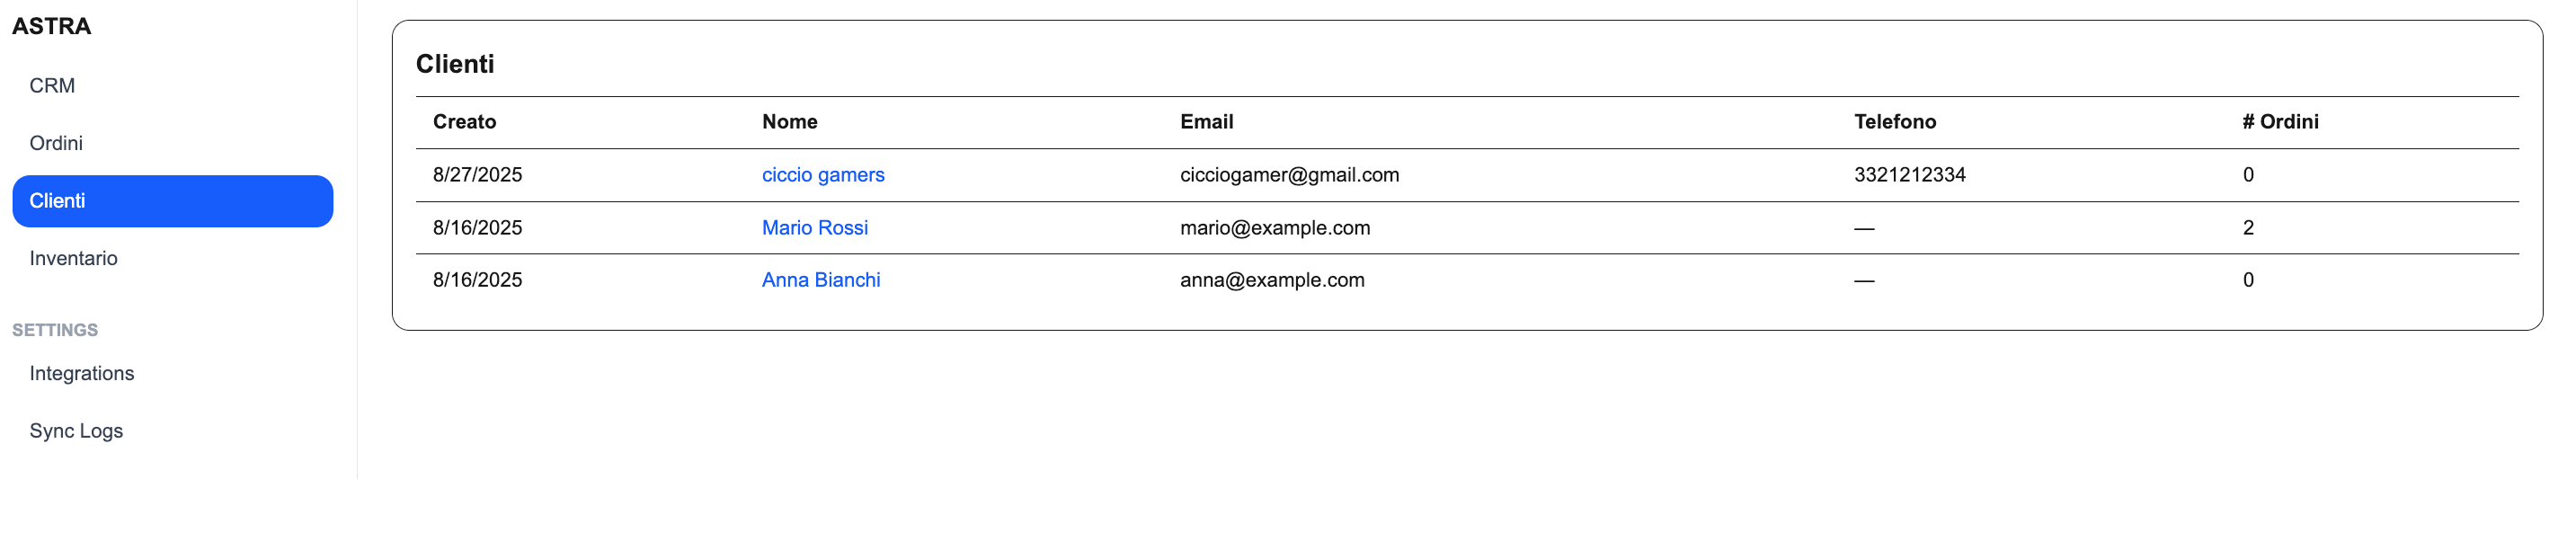 ASTRA
CRM
Ordini
Clienti
Inventario
SETTINGS
Integrations
Sync Logs
Clienti
Creato Nome Email Telefono # Ordini
8/27/2025 ciccio gamers cicciogamer@gmail.com 3321212334 0
8/16/2025 Mario Rossi mario@example.com — 2
8/16/2025 Anna Bianchi anna@example.com — 0